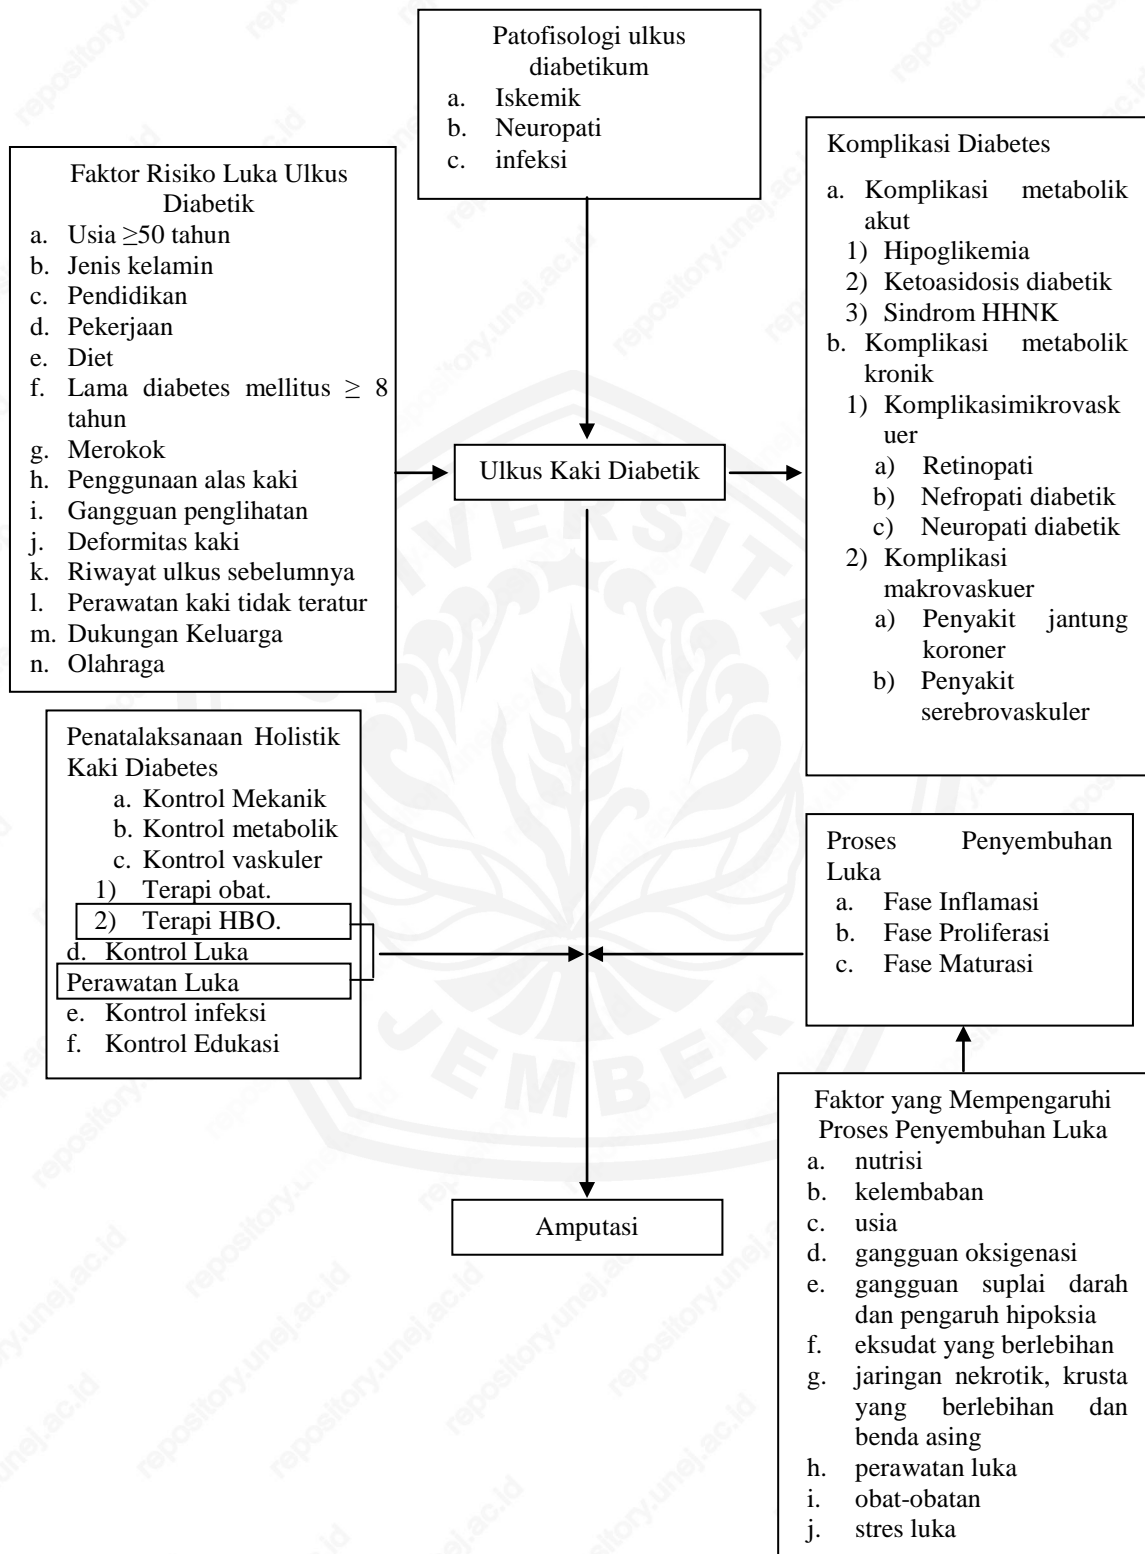 Patofisologi ulkus
diabetikum
a. Iskemik
b. Neuropati
c. infeksi
Faktor Risiko Luka Ulkus
Diabetik
a. Usia ≥50 tahun
b. Jenis kelamin
c. Pendidikan
d. Pekerjaan
e. Diet
f. Lama diabetes mellitus ≥ 8
tahun
g. Merokok
h. Penggunaan alas kaki
i. Gangguan penglihatan
j. Deformitas kaki
k. Riwayat ulkus sebelumnya
l. Perawatan kaki tidak teratur
m. Dukungan Keluarga
n. Olahraga
Ulkus Kaki Diabetik
Komplikasi Diabetes
a. Komplikasi metabolik
akut
1) Hipoglikemia
2) Ketoasidosis diabetik
3) Sindrom HHNK
b. Komplikasi metabolik
kronik
1) Komplikasimikrovask
uer
a) Retinopati
b) Nefropati diabetik
c) Neuropati diabetik
2) Komplikasi
makrovaskuer
a) Penyakit jantung
koroner
b) Penyakit
serebrovaskuler
Penatalaksanaan Holistik
Kaki Diabetes
a. Kontrol Mekanik
b. Kontrol metabolik
c. Kontrol vaskuler
1) Terapi obat.
2) Terapi HBO.
d. Kontrol Luka
Perawatan Luka
e. Kontrol infeksi
f. Kontrol Edukasi
Proses Penyembuhan
Luka
a. Fase Inflamasi
b. Fase Proliferasi
c. Fase Maturasi
Faktor yang Mempengaruhi
Proses Penyembuhan Luka
a. nutrisi
b. kelembaban
c. usia
d. gangguan oksigenasi
e. gangguan suplai darah
dan pengaruh hipoksia
f. eksudat yang berlebihan
g. jaringan nekrotik, krusta
yang berlebihan dan
benda asing
h. perawatan luka
i. obat-obatan
j. stres luka
Amputasi
JEMBER
repository.unej.ac.id